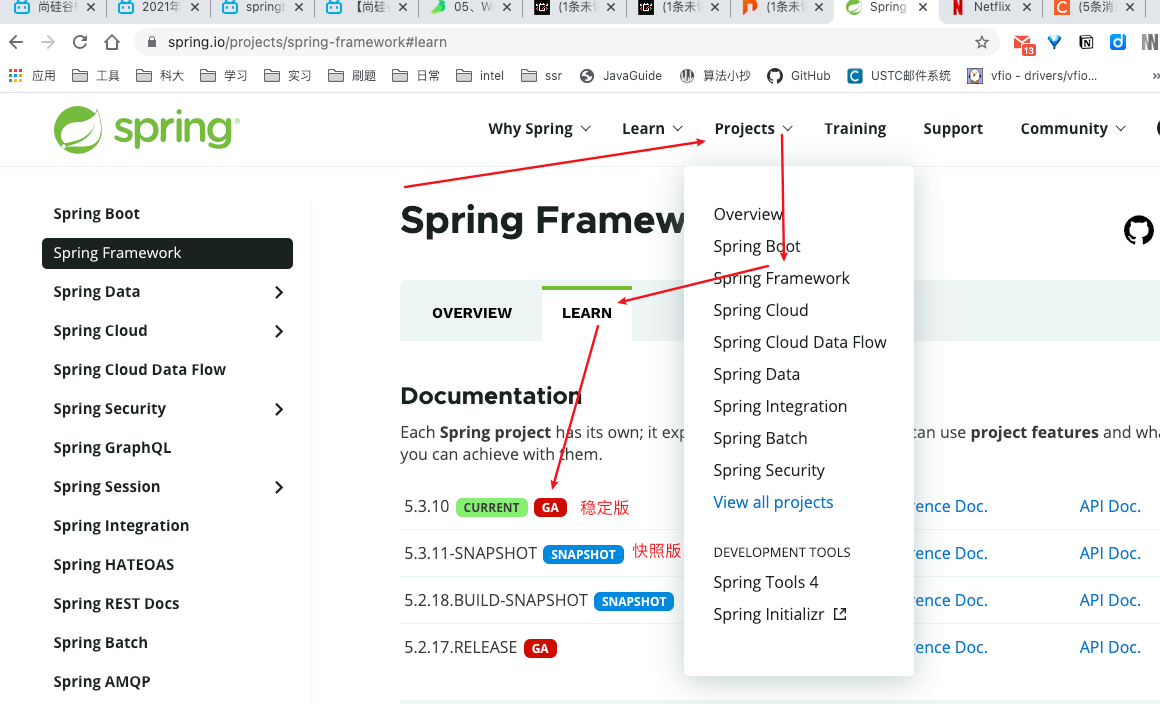 尚硅谷
2021年
spring
【尚硅
05、W
(1条未
(1条未
(1条未
Spring
Netflix
(5条消
spring.io/projects/spring-framework#learn
13
应用 工具 科大 学习 实习 刷题 日常 intel ssr JavaGuide 算法小抄 GitHub USTC邮件系统 vfio - drivers/vfio...
spring
Why Spring Learn Projects Training Support Community
Spring Boot
Spring Framework
Spring Data
Spring Cloud
Spring Cloud Data Flow
Spring Security
Spring GraphQL
Spring Session
Spring Integration
Spring HATEOAS
Spring REST Docs
Spring Batch
Spring AMQP
Spring Framew
OVERVIEW LEARN
Documentation
Each Spring project has its own; it exp can use project features and wha
you can achieve with them.
5.3.10 CURRENT GA 稳定版 rence Doc. API Doc.
5.3.11-SNAPSHOT SNAPSHOT 快照版 rence Doc. API Doc.
5.2.18.BUILD-SNAPSHOT SNAPSHOT rence Doc. API Doc.
5.2.17.RELEASE GA rence Doc. API Doc.
Overview
Spring Boot
Spring Framework
Spring Cloud
Spring Cloud Data Flow
Spring Data
Spring Integration
Spring Batch
Spring Security
View all projects
DEVELOPMENT TOOLS
Spring Tools 4
Spring Initializr